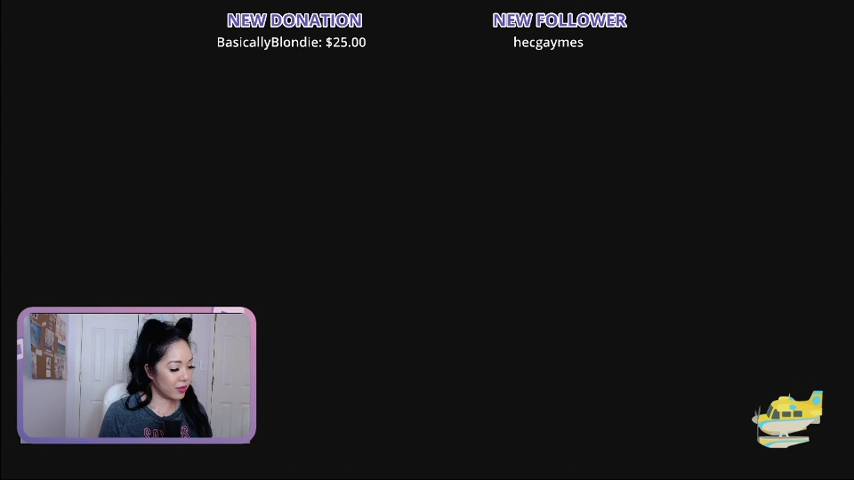 NEW DONATION
BasicallyBlondie: $25.00
NEW FOLLOWER
hecgaymes